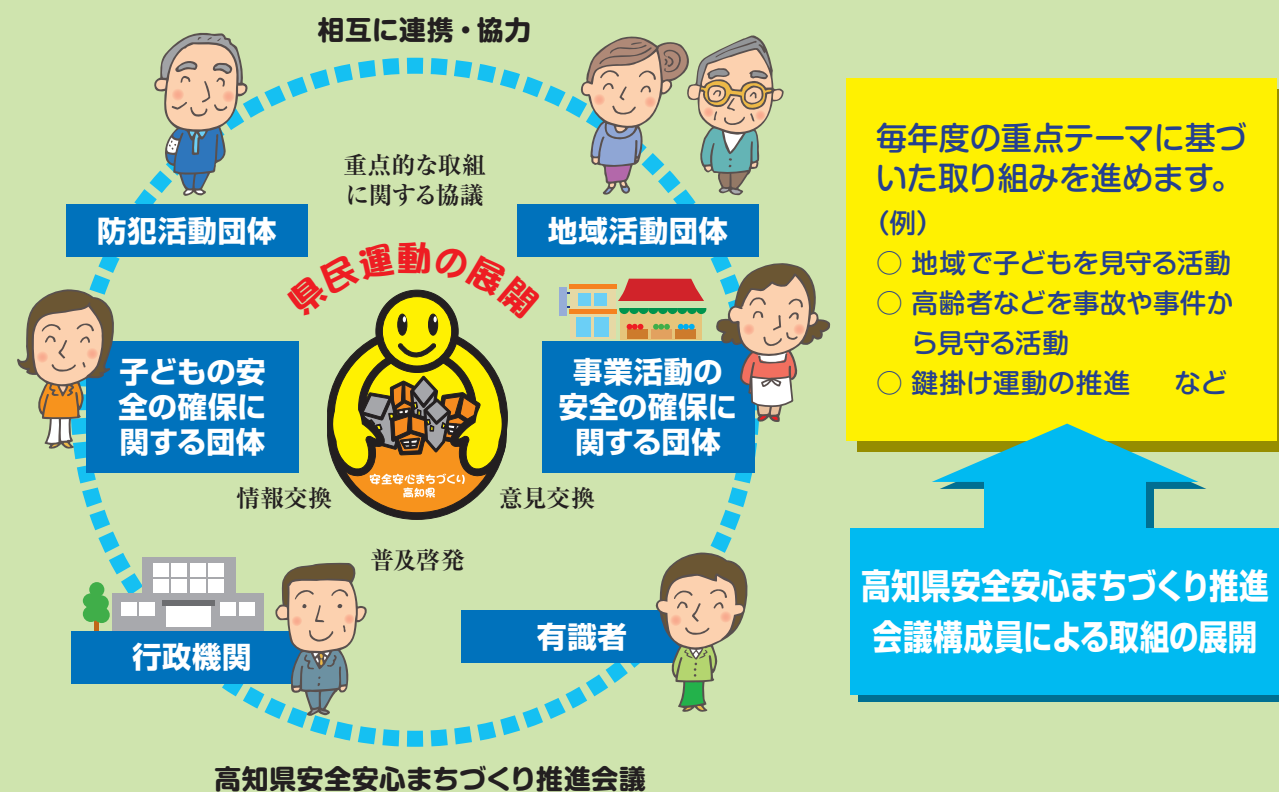 相互に連携・協力
重点的な取組
に関する協議
防犯活動団体
地域活動団体
県民運動の展開
子どもの安
全の確保に
関する団体
事業活動の
安全の確保に
関する団体
安全安心まちづくり
高知県
情報交換
意見交換
普及啓発
行政機関
有識者
高知県安全安心まちづくり推進会議
毎年度の重点テーマに基づ
いた取り組みを進めます。
(例)
○ 地域で子どもを見守る活動
○ 高齢者などを事故や事件か
ら見守る活動
○ 鍵掛け運動の推進 など
高知県安全安心まちづくり推進
会議構成員による取組の展開